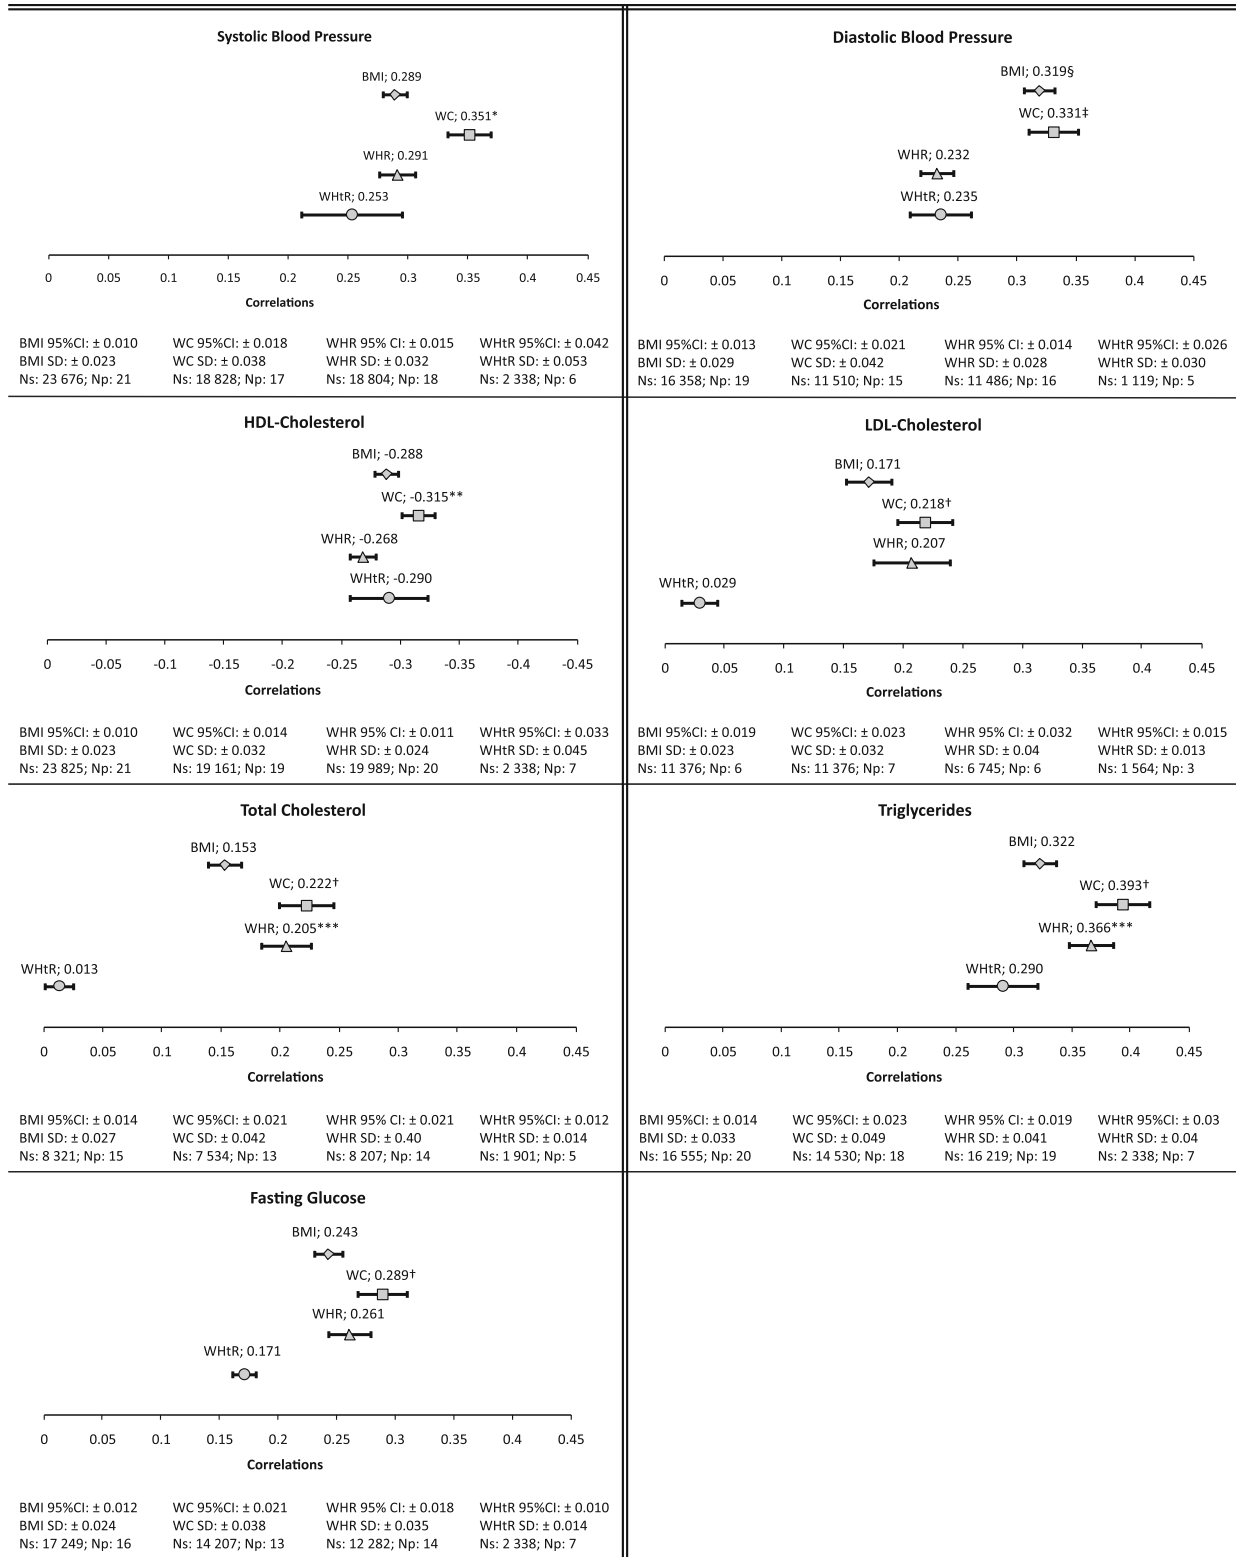 Systolic Blood Pressure
BMI; 0.289
WC; 0.351*
WHR; 0.291
WHtR; 0.253
0 0.05 0.1 0.15 0.2 0.25 0.3 0.35 0.4 0.45
Correlations
BMI 95%CI: ± 0.010 WC 95%CI: ± 0.018 WHR 95% CI: ± 0.015 WHtR 95%CI: ± 0.042
BMI SD: ± 0.023 WC SD: ± 0.038 WHR SD: ± 0.032 WHtR SD: ± 0.053
Ns: 23 676; Np: 21 Ns: 18 828; Np: 17 Ns: 18 804; Np: 18 Ns: 2 338; Np: 6
Diastolic Blood Pressure
BMI; 0.319§
WC; 0.331‡
WHR; 0.232
WHtR; 0.235
0 0.05 0.1 0.15 0.2 0.25 0.3 0.35 0.4 0.45
Correlations
BMI 95%CI: ± 0.013 WC 95%CI: ± 0.021 WHR 95% CI: ± 0.014 WHtR 95%CI: ± 0.026
BMI SD: ± 0.029 WC SD: ± 0.042 WHR SD: ± 0.028 WHtR SD: ± 0.030
Ns: 16 358; Np: 19 Ns: 11 510; Np: 15 Ns: 11 486; Np: 16 Ns: 1 119; Np: 5
HDL-Cholesterol
BMI; -0.288
WC; -0.315**
WHR; -0.268
WHtR; -0.290
0 -0.05 -0.1 -0.15 -0.2 -0.25 -0.3 -0.35 -0.4 -0.45
Correlations
BMI 95%CI: ± 0.010 WC 95%CI: ± 0.014 WHR 95% CI: ± 0.011 WHtR 95%CI: ± 0.033
BMI SD: ± 0.023 WC SD: ± 0.032 WHR SD: ± 0.024 WHtR SD: ± 0.045
Ns: 23 825; Np: 21 Ns: 19 161; Np: 19 Ns: 19 989; Np: 20 Ns: 2 338; Np: 7
LDL-Cholesterol
BMI; 0.171
WC; 0.218†
WHR; 0.207
WHtR; 0.029
0 0.05 0.1 0.15 0.2 0.25 0.3 0.35 0.4 0.45
Correlations
BMI 95%CI: ± 0.019 WC 95%CI: ± 0.023 WHR 95% CI: ± 0.032 WHtR 95%CI: ± 0.015
BMI SD: ± 0.023 WC SD: ± 0.032 WHR SD: ± 0.04 WHtR SD: ± 0.013
Ns: 11 376; Np: 6 Ns: 11 376; Np: 7 Ns: 6 745; Np: 6 Ns: 1 564; Np: 3
Total Cholesterol
BMI; 0.153
WC; 0.222†
WHR; 0.205***
WHtR; 0.013
0 0.05 0.1 0.15 0.2 0.25 0.3 0.35 0.4 0.45
Correlations
BMI 95%CI: ± 0.014 WC 95%CI: ± 0.021 WHR 95% CI: ± 0.021 WHtR 95%CI: ± 0.012
BMI SD: ± 0.027 WC SD: ± 0.042 WHR SD: ± 0.40 WHtR SD: ± 0.014
Ns: 8 321; Np: 15 Ns: 7 534; Np: 13 Ns: 8 207; Np: 14 Ns: 1 901; Np: 5
Triglycerides
BMI; 0.322
WC; 0.393†
WHR; 0.366***
WHtR; 0.290
0 0.05 0.1 0.15 0.2 0.25 0.3 0.35 0.4 0.45
Correlations
BMI 95%CI: ± 0.014 WC 95%CI: ± 0.023 WHR 95% CI: ± 0.019 WHtR 95%CI: ± 0.03
BMI SD: ± 0.033 WC SD: ± 0.049 WHR SD: ± 0.041 WHtR SD: ± 0.04
Ns: 16 555; Np: 20 Ns: 14 530; Np: 18 Ns: 16 219; Np: 19 Ns: 2 338; Np: 7
Fasting Glucose
BMI; 0.243
WC; 0.289†
WHR; 0.261
WHtR; 0.171
0 0.05 0.1 0.15 0.2 0.25 0.3 0.35 0.4 0.45
Correlations
BMI 95%CI: ± 0.012 WC 95%CI: ± 0.021 WHR 95% CI: ± 0.018 WHtR 95%CI: ± 0.010
BMI SD: ± 0.024 WC SD: ± 0.038 WHR SD: ± 0.035 WHtR SD: ± 0.014
Ns: 17 249; Np: 16 Ns: 14 207; Np: 13 Ns: 12 282; Np: 14 Ns: 2 338; Np: 7